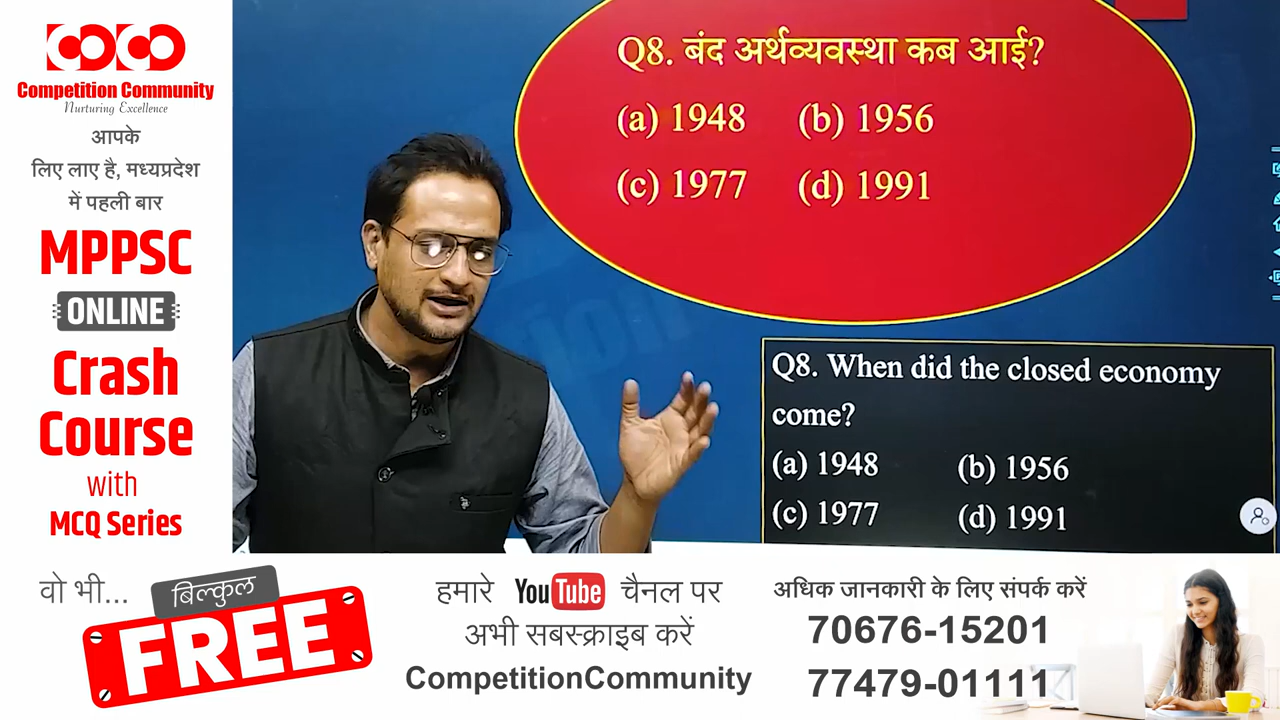 COCO
Competition Community
Nurturing Excellence
आपके
लिए लाए है, मध्यप्रदेश
में पहली बार
MPPSC
ONLINE
Crash
Course
with
MCQ Series
Q8. बंद अर्थव्यवस्था कब आई?
(a) 1948 (b) 1956
(c) 1977 (d) 1991
Q8. When did the closed economy
come?
(a) 1948 (b) 1956
(c) 1977 (d) 1991
वो भी...
बिल्कुल
FREE
हमारे YouTube चैनल पर
अभी सबस्क्राइब करें
CompetitionCommunity
अधिक जानकारी के लिए संपर्क करें
70676-15201
77479-01111